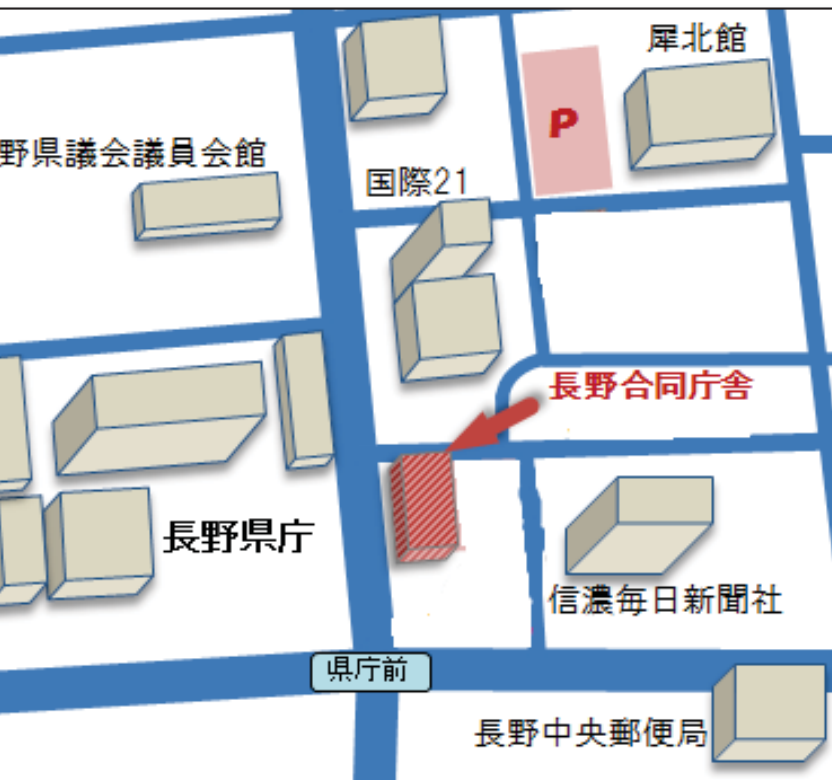 犀北館
P
野県議会議員会館
国際21
長野合同庁舎
長野県庁
信濃毎日新聞社
県庁前
長野中央郵便局